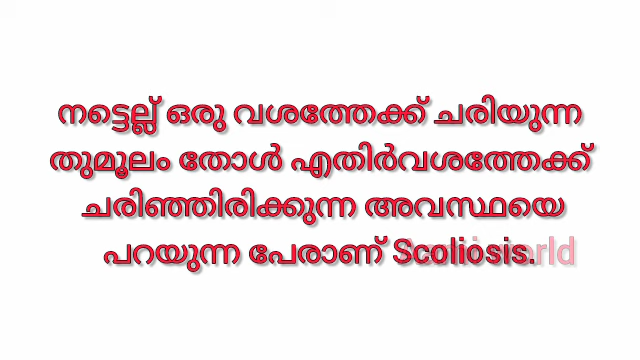 നട്ടെല്ല് ഒരു വശത്തേക്ക് ചരിയുന്ന
തുമൂലം തോൾ എതിർവശത്തേക്ക്
ചരിഞ്ഞിരിക്കുന്ന അവസ്ഥയെ
പറയുന്ന പേരാണ് Scoliosis.